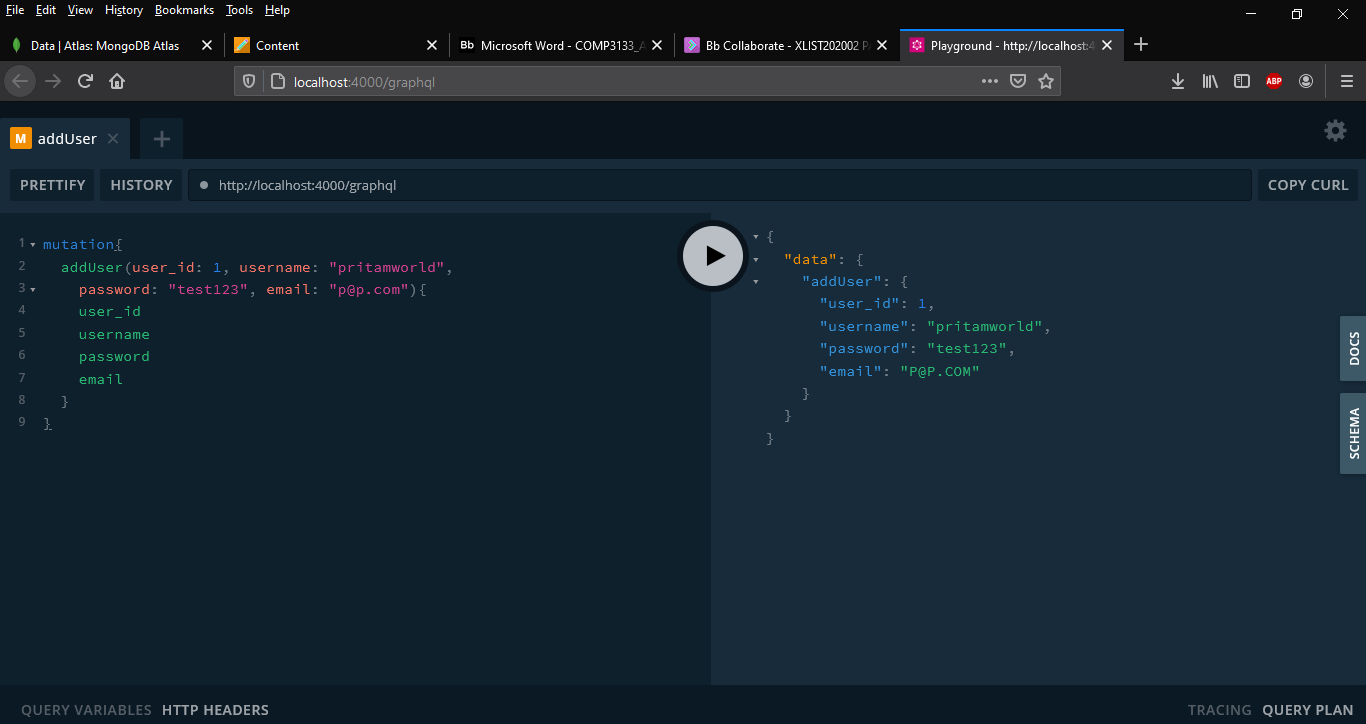 File Edit View History Bookmarks Tools Help
Data | Atlas: MongoDB Atlas
Content
Bb Microsoft Word - COMP3133_A
Bb Collaborate - XLIST202002 P
Playground - http://localhost:4
localhost:4000/graphql
ABP
M addUser
PRETTIFY HISTORY http://localhost:4000/graphql COPY CURL
1 mutation{
2 addUser(user_id: 1, username: "pritamworld",
3 password: "test123", email: "p@p.com"){
4 user_id
5 username
6 password
7 email
8 }
9 }
{
"data": {
"addUser": {
"user_id": 1,
"username": "pritamworld",
"password": "test123",
"email": "P@P.COM"
}
}
}
DOCS
SCHEMA
QUERY VARIABLES HTTP HEADERS
TRACING QUERY PLAN